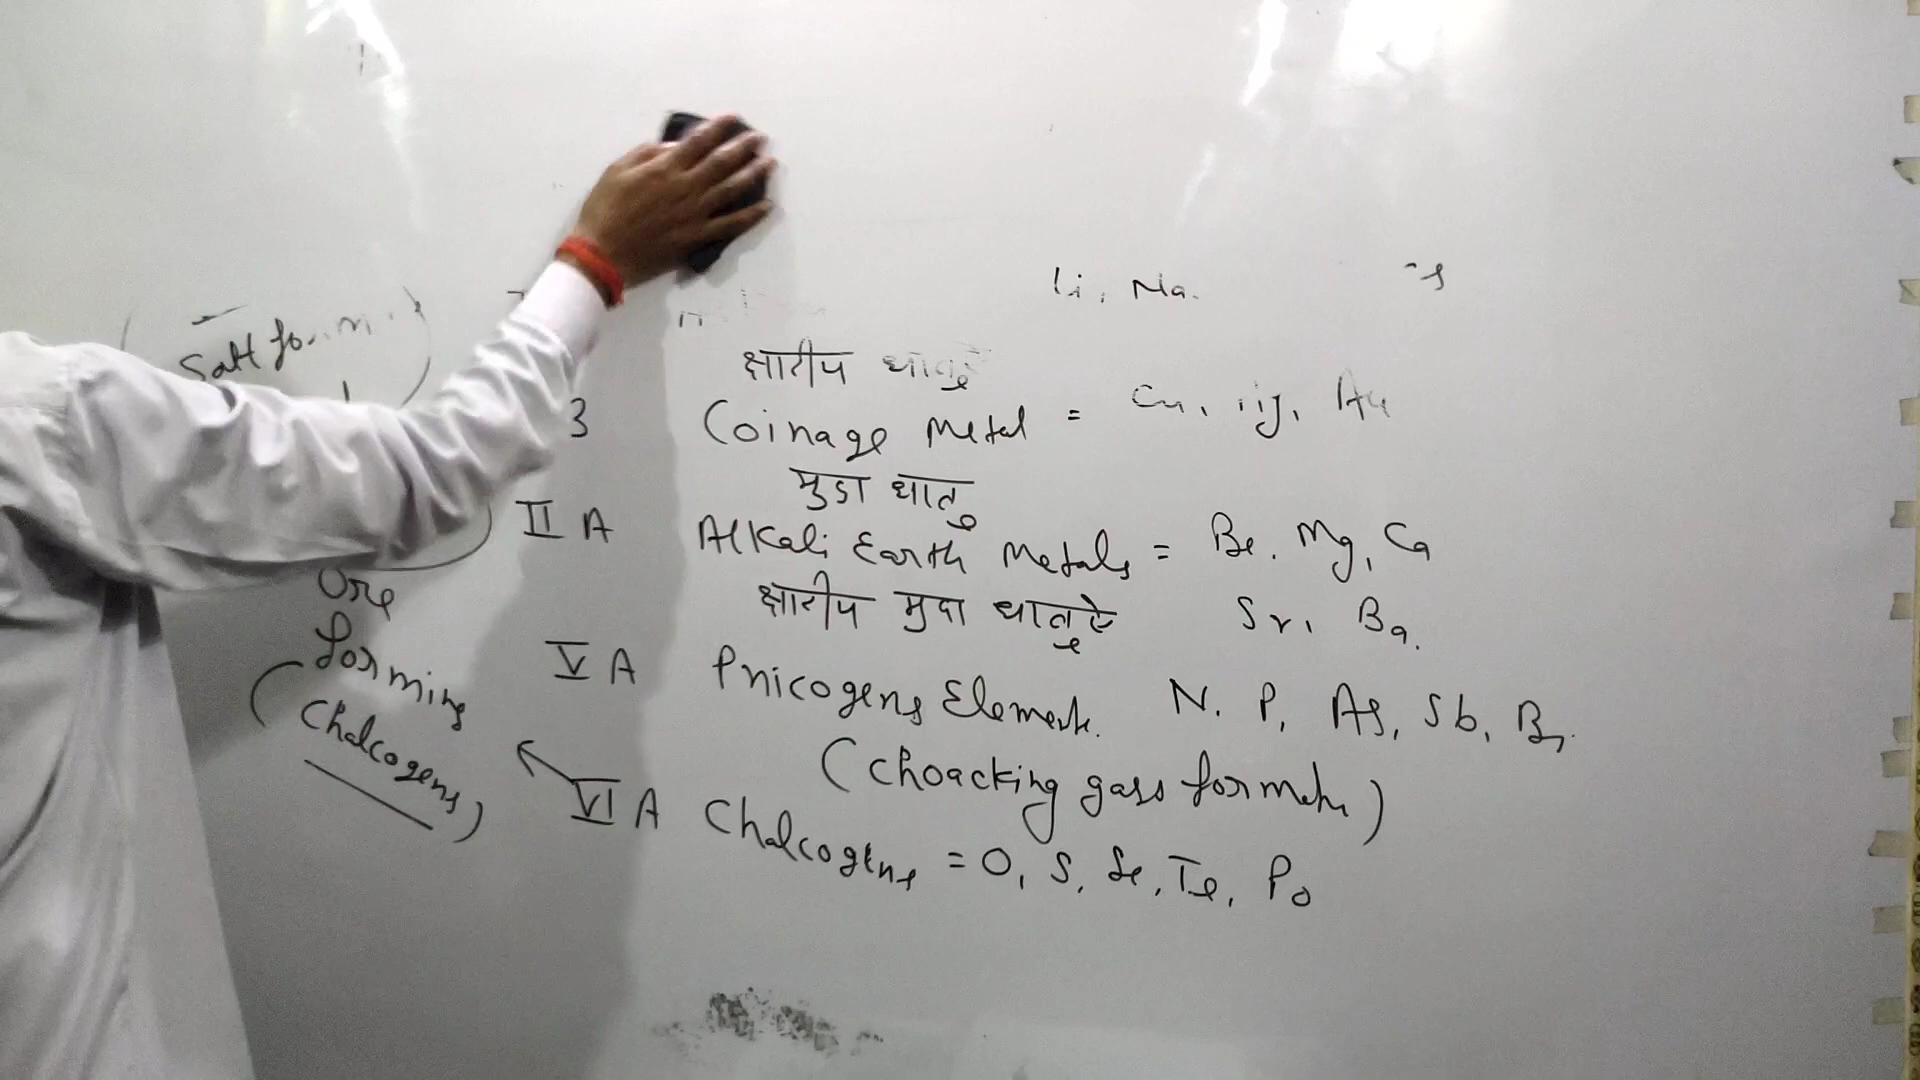 Li, Na.
Salt for
क्षारीय धातुऐ
3 Coinage Metal = Cu, Ag, Au
मुद्रा धातु
II A Alkali Earth Metals = Be, Mg, Ca
क्षारीय मृदा धातुऐ Sr, Ba.
Ore
forming
(Chalcogens)
V A Pnicogens Element. N, P, As, Sb, Bi
(Choacking gass formeh)
VI A Chalcogens = O, S, Se, Te, Po